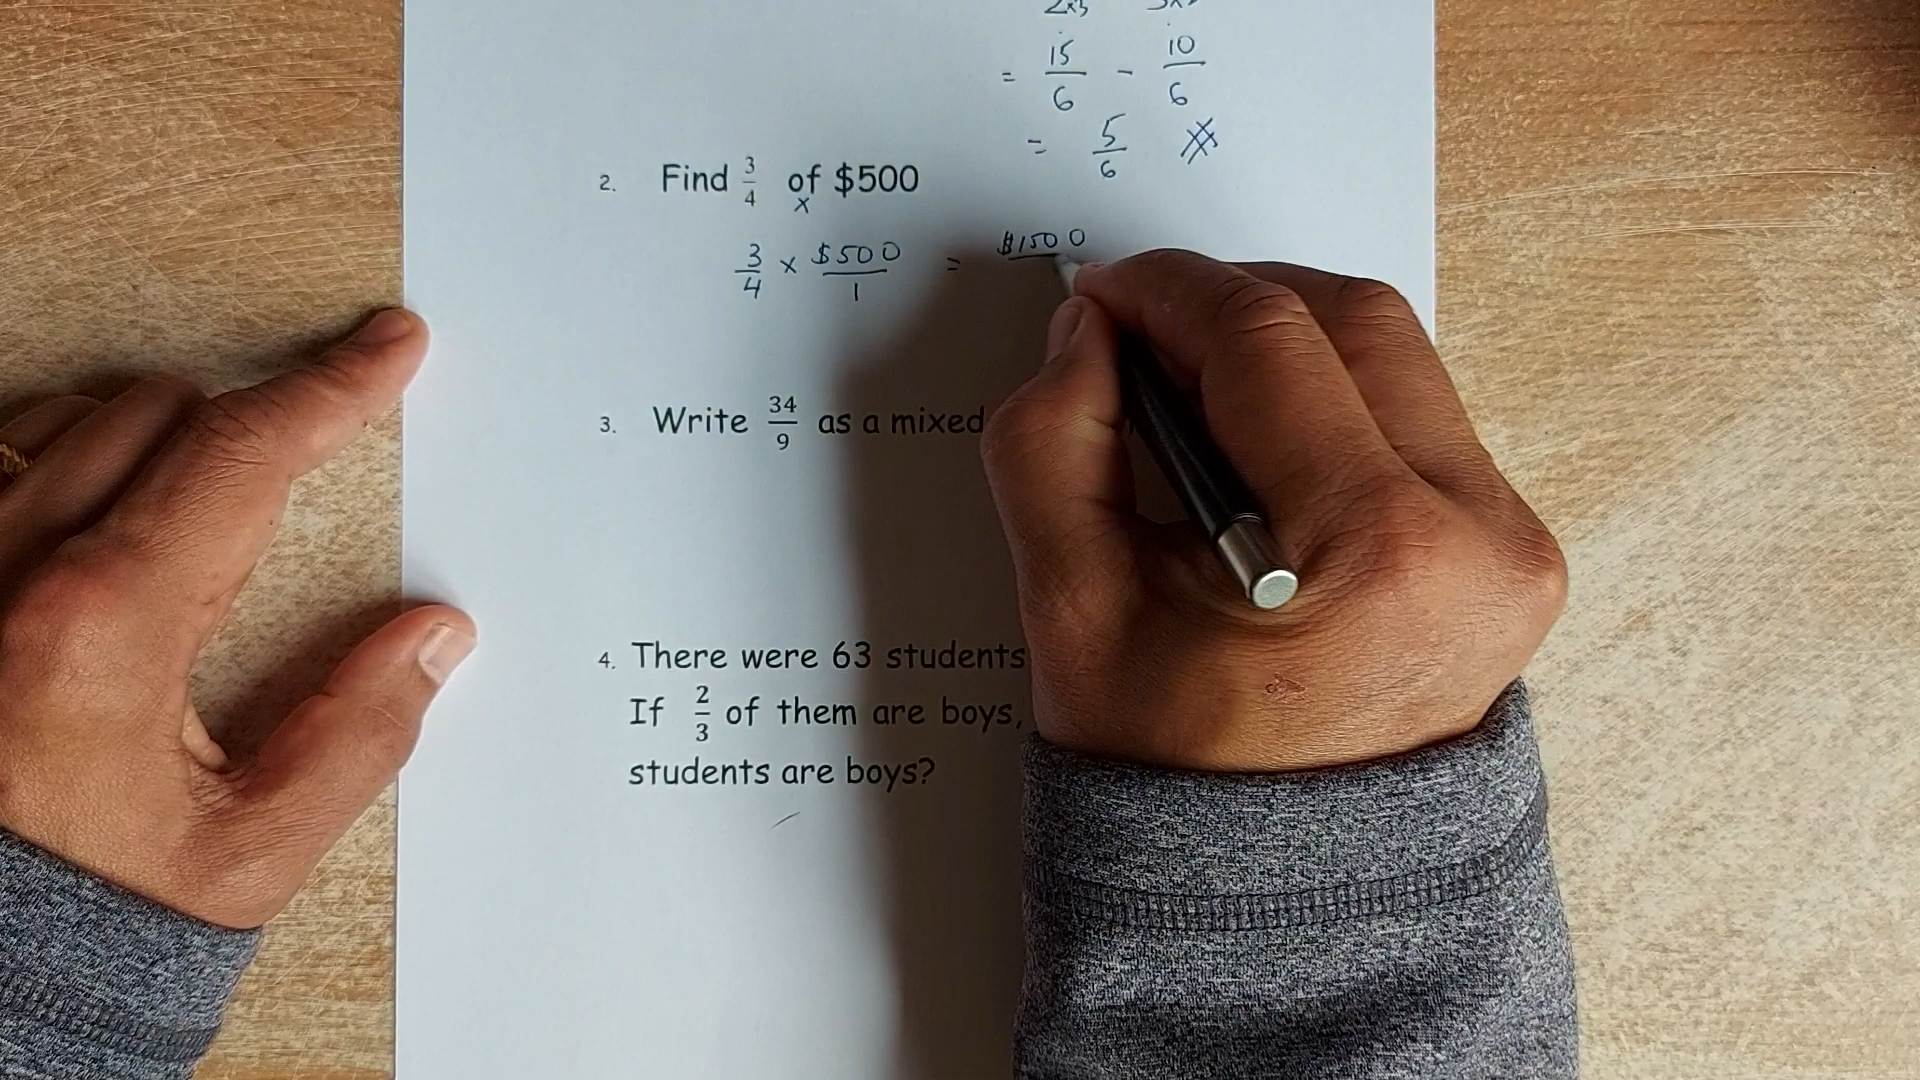 = 15/6 - 10/6
= 5/6
2. Find 3/4 of $500
x
3/4 x $500/1 = $1500
3. Write 34/9 as a mixed
4. There were 63 students
If 2/3 of them are boys,
students are boys?